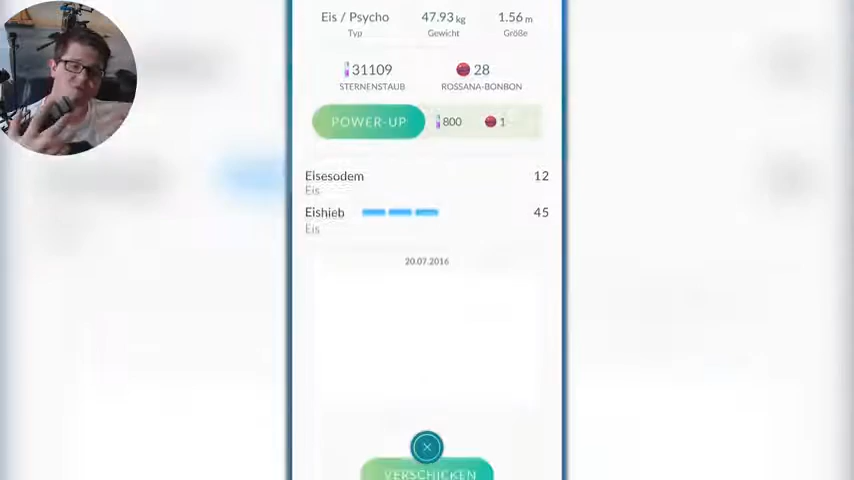 Eis / Psycho 47.93 kg 1.56 m
Typ Gewicht Größe
31109 28
STERNENSTAUB ROSSANA-BONBON
POWER-UP 800 1
Eisesodem 12
Eis
Eishieb 45
Eis
20.07.2016
VERSCHICKEN